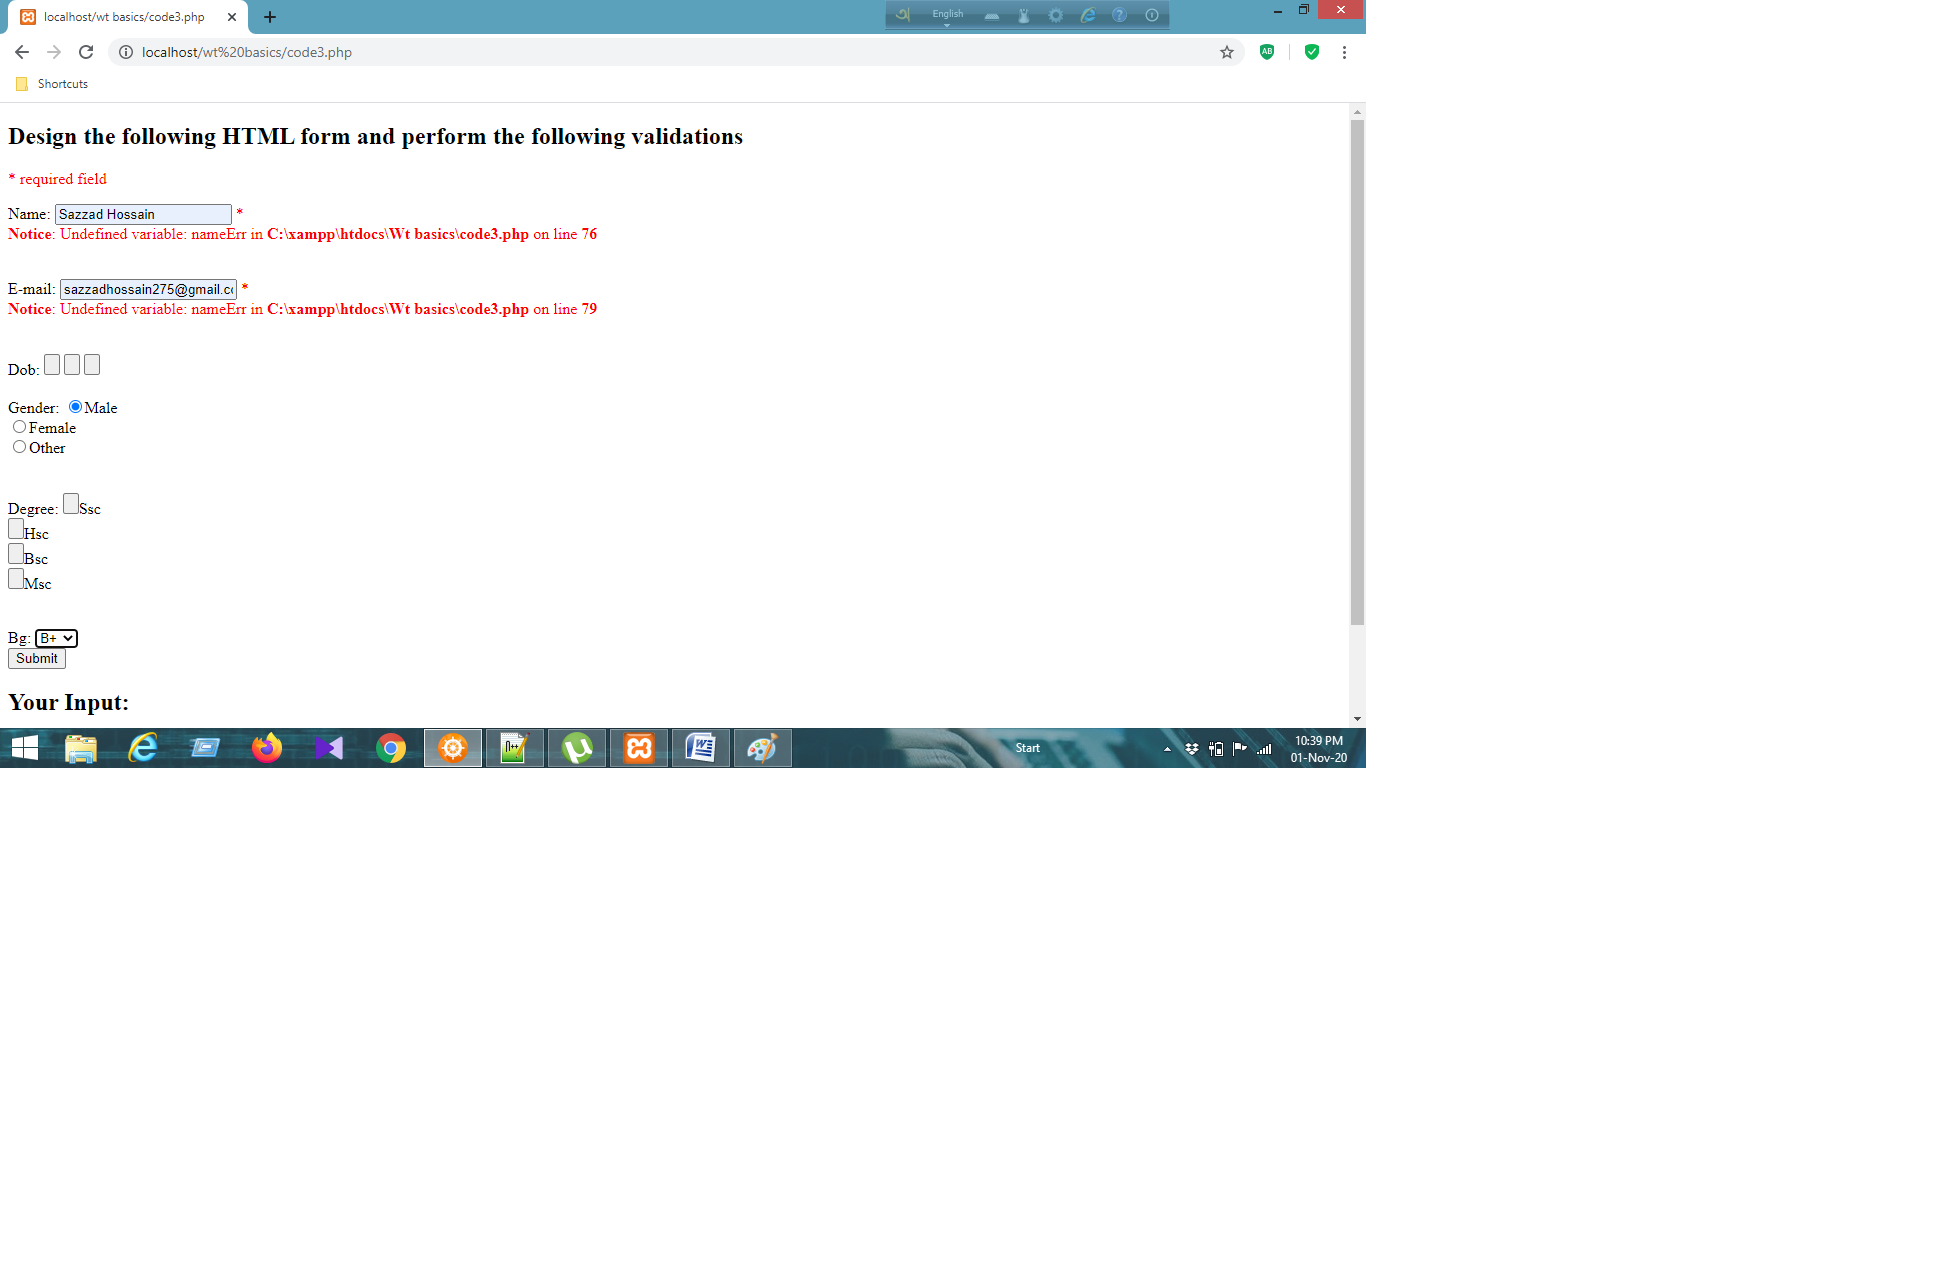 localhost/wt basics/code3.php
English
localhost/wt%20basics/code3.php
AB
Shortcuts
Design the following HTML form and perform the following validations
* required field
Name: Sazzad Hossain *
Notice: Undefined variable: nameErr in C:\xampp\htdocs\Wt basics\code3.php on line 76
E-mail: sazzadhossain275@gmail.co *
Notice: Undefined variable: nameErr in C:\xampp\htdocs\Wt basics\code3.php on line 79
Dob:
Gender: Male
Female
Other
Degree: Ssc
Hsc
Bsc
Msc
Bg: B+
Submit
Your Input:
Start
10:39 PM
01-Nov-20